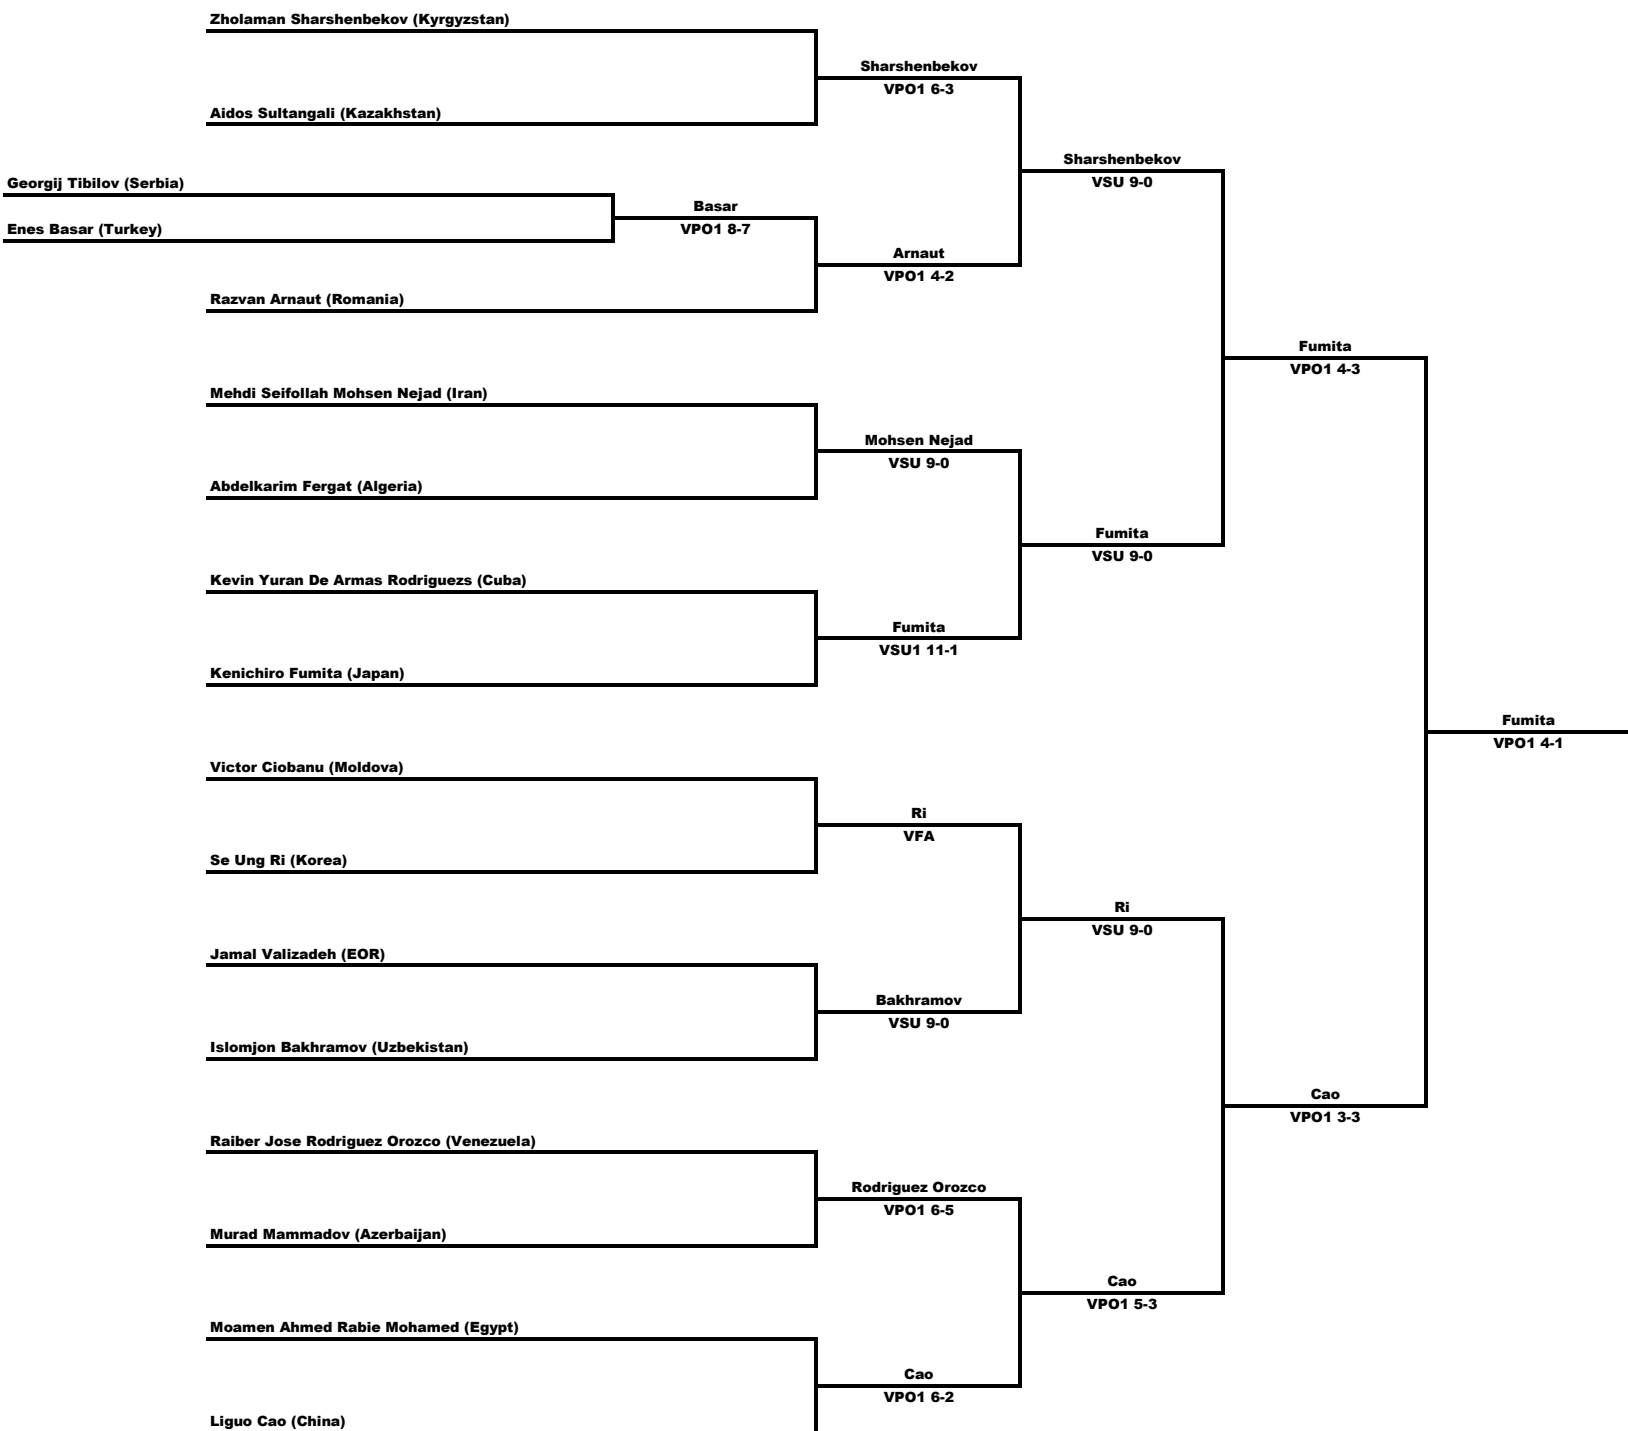 Zholaman Sharshenbekov (Kyrgyzstan)
Sharshenbekov
VPO1 6-3
Aidos Sultangali (Kazakhstan)
Sharshenbekov
VSU 9-0
Georgij Tibilov (Serbia)
Basar
VPO1 8-7
Enes Basar (Turkey)
Arnaut
VPO1 4-2
Razvan Arnaut (Romania)
Fumita
VPO1 4-3
Mehdi Seifollah Mohsen Nejad (Iran)
Mohsen Nejad
VSU 9-0
Abdelkarim Fergat (Algeria)
Fumita
VSU 9-0
Kevin Yuran De Armas Rodriguezs (Cuba)
Fumita
VSU1 11-1
Kenichiro Fumita (Japan)
Fumita
VPO1 4-1
Victor Ciobanu (Moldova)
Ri
VFA
Se Ung Ri (Korea)
Ri
VSU 9-0
Jamal Valizadeh (EOR)
Bakhramov
VSU 9-0
Islomjon Bakhramov (Uzbekistan)
Cao
VPO1 3-3
Raiber Jose Rodriguez Orozco (Venezuela)
Rodriguez Orozco
VPO1 6-5
Murad Mammadov (Azerbaijan)
Cao
VPO1 5-3
Moamen Ahmed Rabie Mohamed (Egypt)
Cao
VPO1 6-2
Liguo Cao (China)